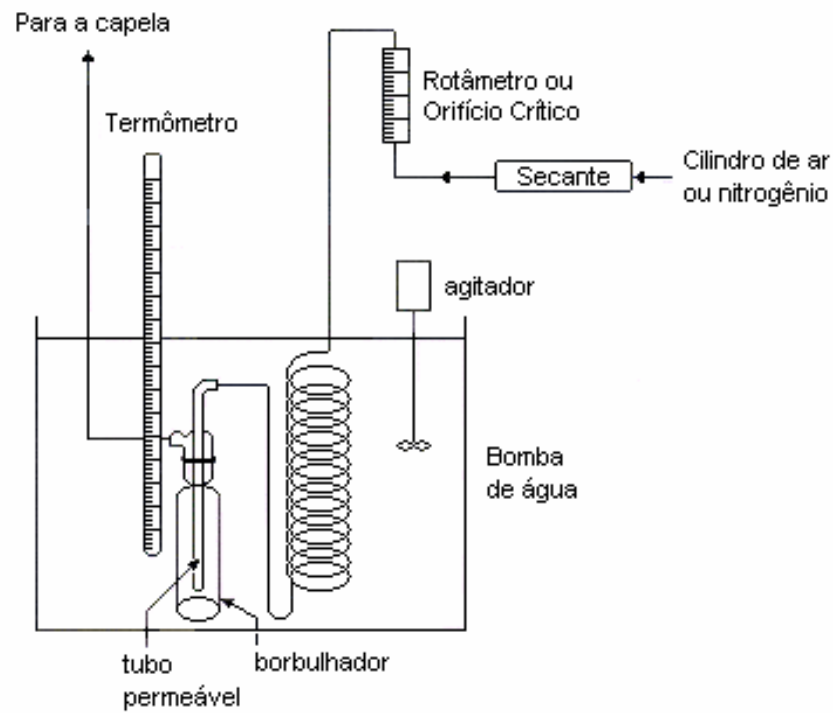 Para a capela
Termômetro
Rotâmetro ou
Orifício Crítico
Secante
Cilindro de ar
ou nitrogênio
agitador
Bomba
de água
tubo
permeável
borbulhador